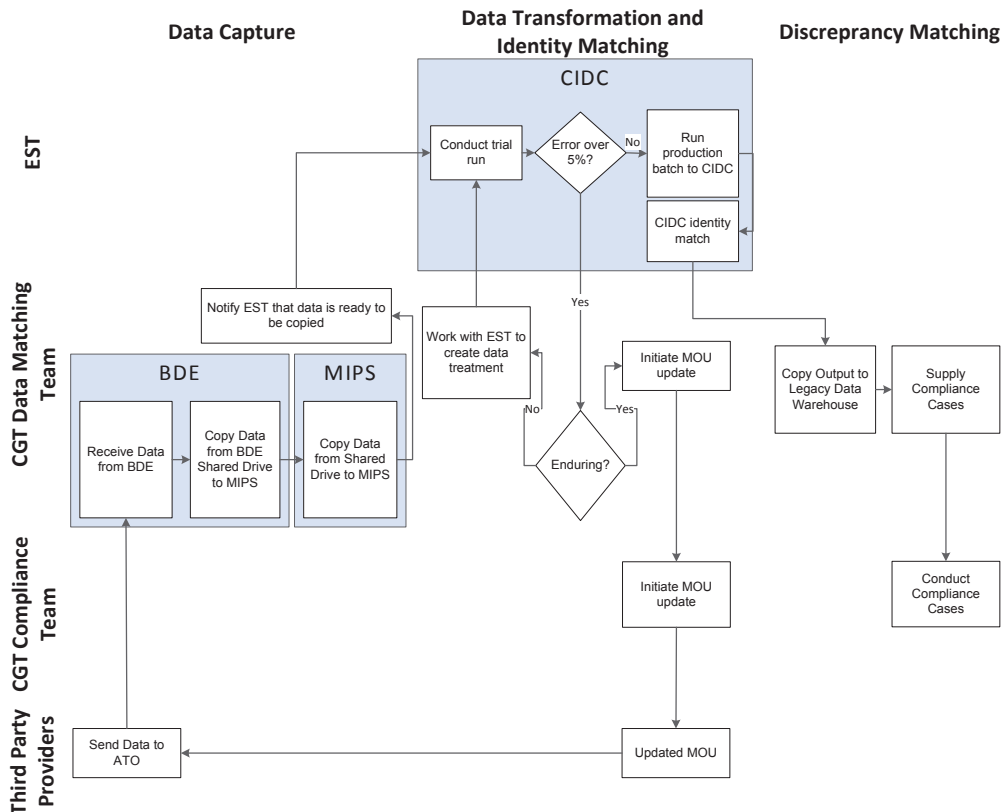 Data Capture
Data Transformation and
Identity Matching
Discreprancy Matching
EST
CIDC
Conduct trial
run
Error over
5%?
No
Run
production
batch to CIDC
CIDC identity
match
Yes
CGT Data Matching
Team
Notify EST that data is ready to
be copied
Work with EST to
create data
treatment
Initiate MOU
update
Copy Output to
Legacy Data
Warehouse
Supply
Compliance
Cases
BDE
MIPS
Receive Data
from BDE
Copy Data
from BDE
Shared Drive
to MIPS
Copy Data
from Shared
Drive to MIPS
No
Yes
Enduring?
CGT Compliance
Team
Initiate MOU
update
Conduct
Compliance
Cases
Third Party
Providers
Send Data to
ATO
Updated MOU